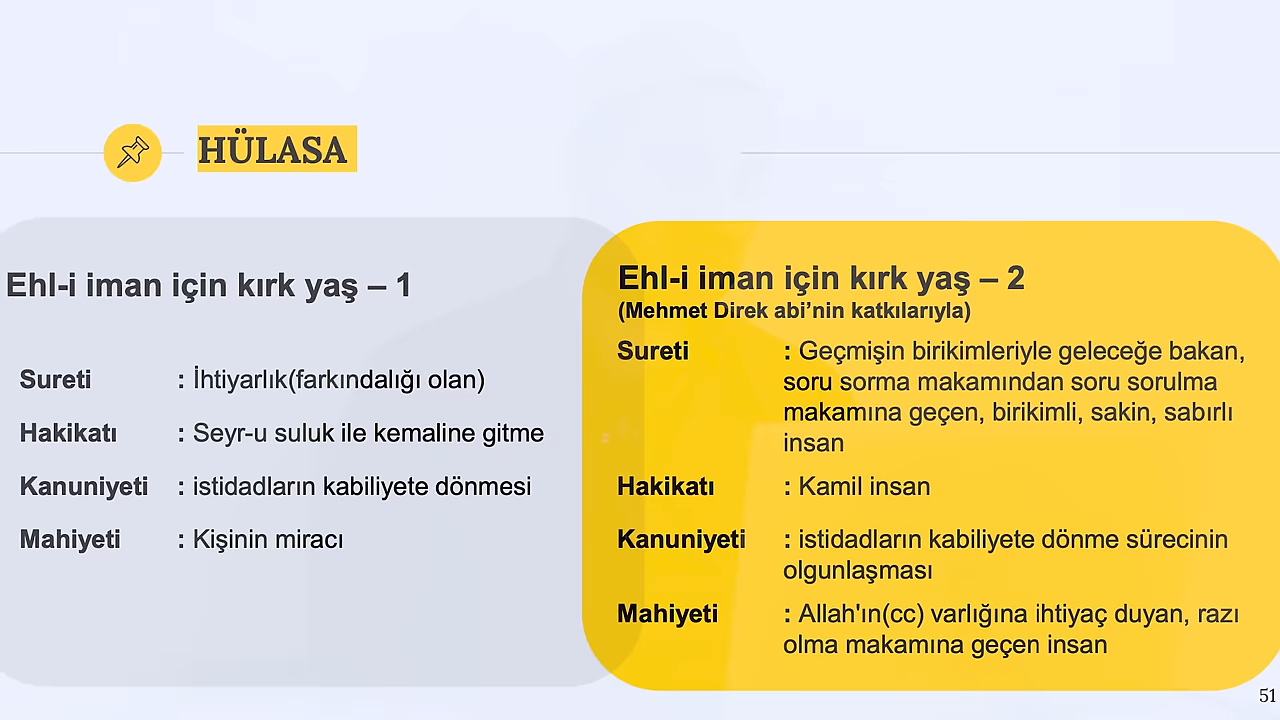 HÜLASA
Ehl-i iman için kırk yaş – 1
Sureti : İhtiyarlık(farkındalığı olan)
Hakikatı : Seyr-u suluk ile kemaline gitme
Kanuniyeti : istidadların kabiliyete dönmesi
Mahiyeti : Kişinin miracı
Ehl-i iman için kırk yaş – 2
(Mehmet Direk abi’nin katkılarıyla)
Sureti : Geçmişin birikimleriyle geleceğe bakan,
soru sorma makamından soru sorulma
makamına geçen, birikimli, sakin, sabırlı
insan
Hakikatı : Kamil insan
Kanuniyeti : istidadların kabiliyete dönme sürecinin
olgunlaşması
Mahiyeti : Allah'ın(cc) varlığına ihtiyaç duyan, razı
olma makamına geçen insan
51